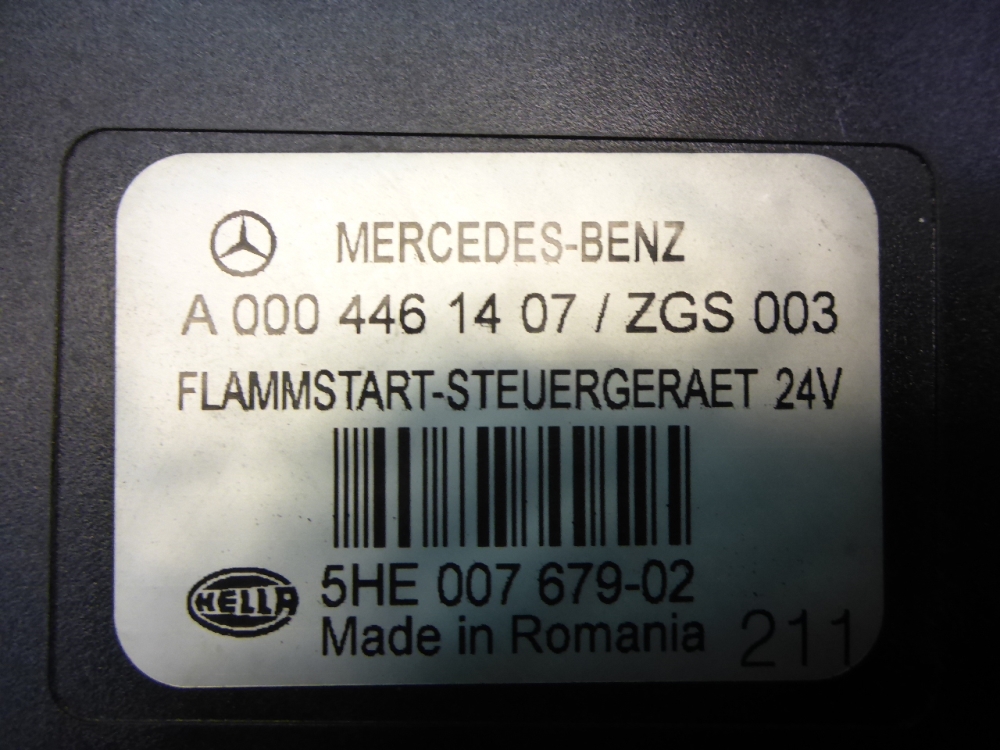 MERCEDES-BENZ
A 000 446 14 07 / ZGS 003
FLAMMSTART-STEUERGERAET 24V
HELLA 5HE 007 679-02
Made in Romania 211